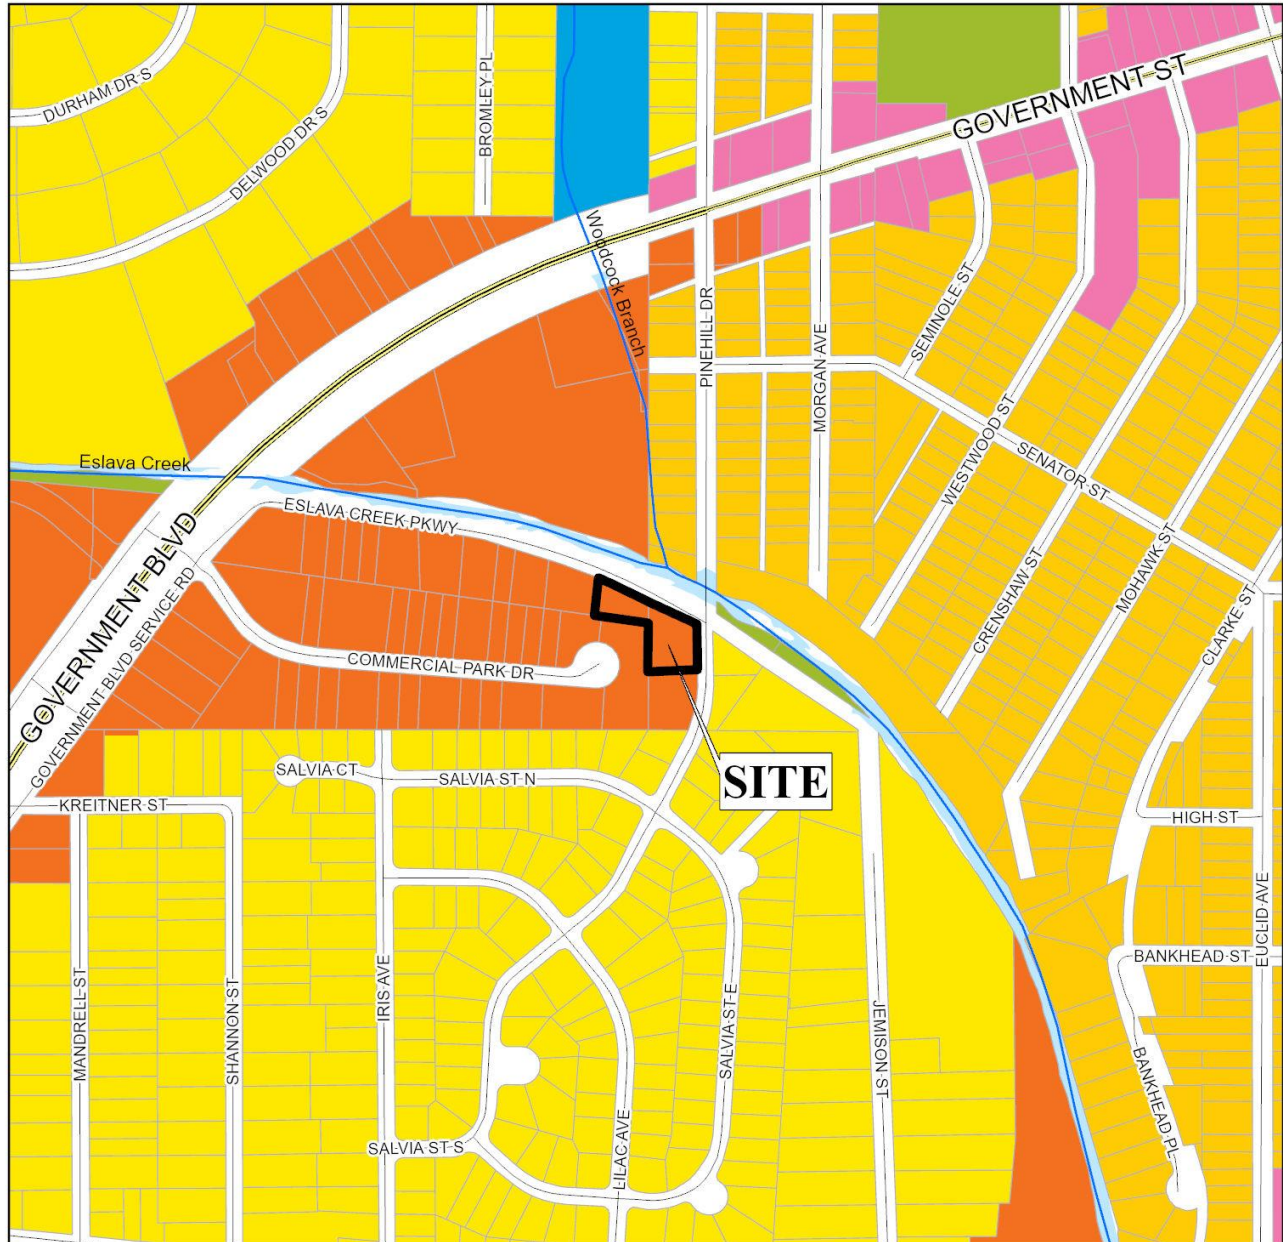 DURHAM DR S
DELWOOD DR S
BROMLEY PL
GOVERNMENT ST
Woodcock Branch
PINEHILL DR
MORGAN AVE
SEMINOLE ST
WESTWOOD ST
SENATOR ST
CRENSHAW ST
MOHAWK ST
CLARKE ST
Eslava Creek
ESLAVA CREEK PKWY
GOVERNMENT BLVD
GOVERNMENT BLVD SERVICE RD
COMMERCIAL PARK DR
SITE
SALVIA CT
SALVIA ST N
KREITNER ST
HIGH ST
EUCLID AVE
BANKHEAD ST
MANDRELL ST
SHANNON ST
IRIS AVE
SALVIA ST E
JEMISON ST
BANKHEAD PL
SALVIA ST S
LILAC AVE